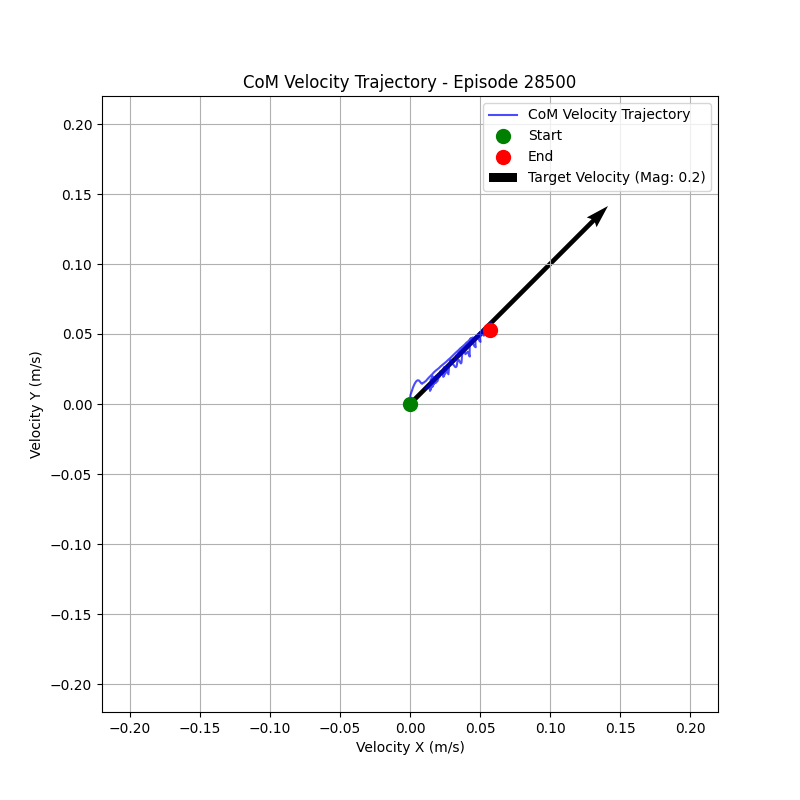 CoM Velocity Trajectory - Episode 28500
CoM Velocity Trajectory
Start
End
Target Velocity (Mag: 0.2)
0.20
0.15
0.10
0.05
0.00
−0.05
−0.10
−0.15
−0.20
Velocity Y (m/s)
−0.20 −0.15 −0.10 −0.05 0.00 0.05 0.10 0.15 0.20
Velocity X (m/s)